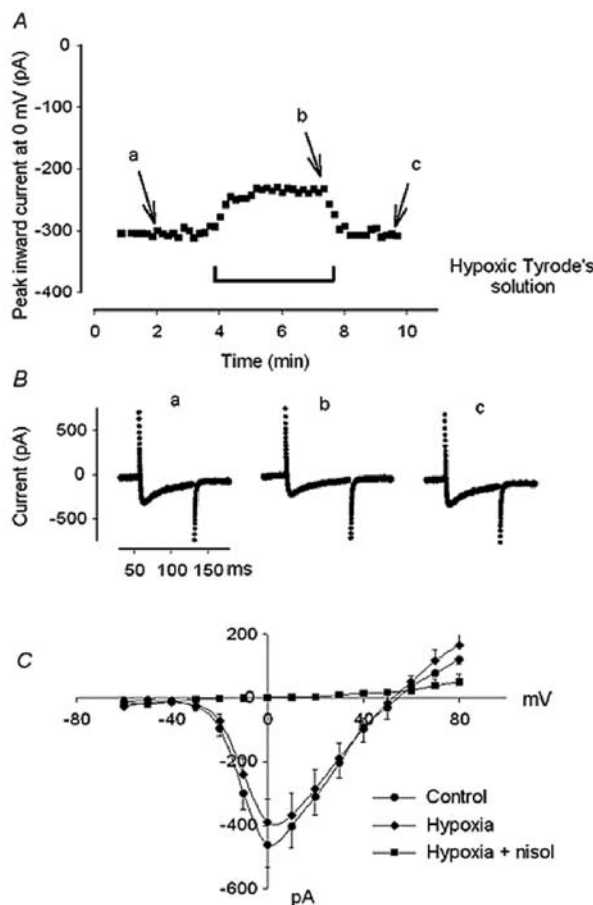 A
Peak inward current at 0 mV (pA)
0
-100
-200
-300
-400
a
b
c
Hypoxic Tyrode's
solution
0 2 4 6 8 10
Time (min)
B
a b c
Current (pA)
500
0
-500
50 100 150 ms
C
200
0
-200
-400
-600
-80 -40 0 40 80
mV
pA
Control
Hypoxia
Hypoxia + nisol